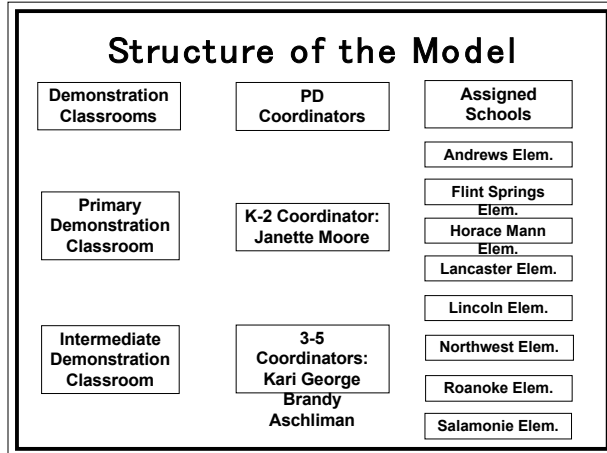 Structure of the Model
Demonstration
Classrooms
PD
Coordinators
Assigned
Schools
Primary
Demonstration
Classroom
K-2 Coordinator:
Janette Moore
Intermediate
Demonstration
Classroom
3-5
Coordinators:
Kari George
Brandy
Aschliman
Andrews Elem.
Flint Springs
Elem.
Horace Mann
Elem.
Lancaster Elem.
Lincoln Elem.
Northwest Elem.
Roanoke Elem.
Salamonie Elem.